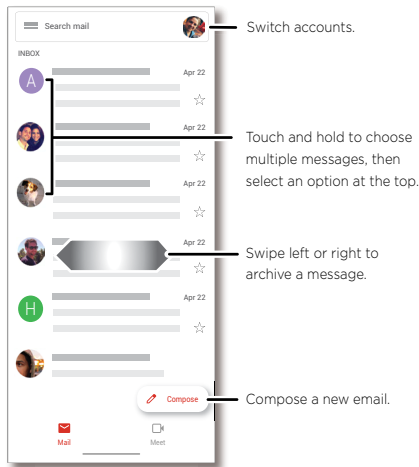 Search mail
Switch accounts.
INBOX
A
Apr 22
Apr 22
Touch and hold to choose
multiple messages, then
select an option at the top.
Apr 22
Apr 22
Swipe left or right to
archive a message.
H
Apr 22
Compose
Compose a new email.
Mail
Meet